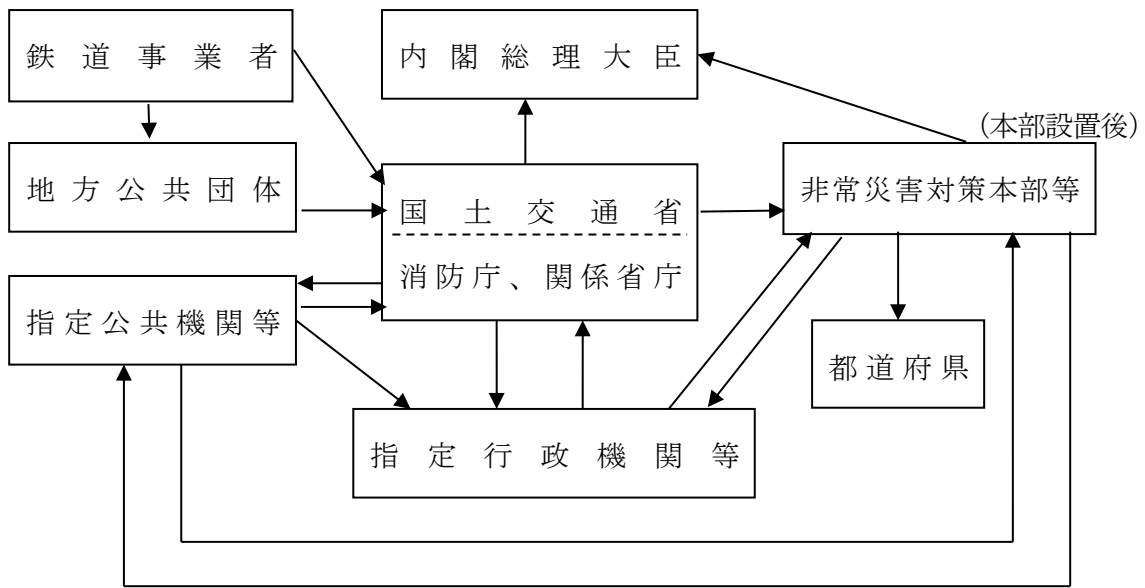 鉄道事業者
内閣総理大臣
(本部設置後)
地方公共団体
国土交通省
非常災害対策本部等
消防庁、関係省庁
指定公共機関等
都道府県
指定行政機関等